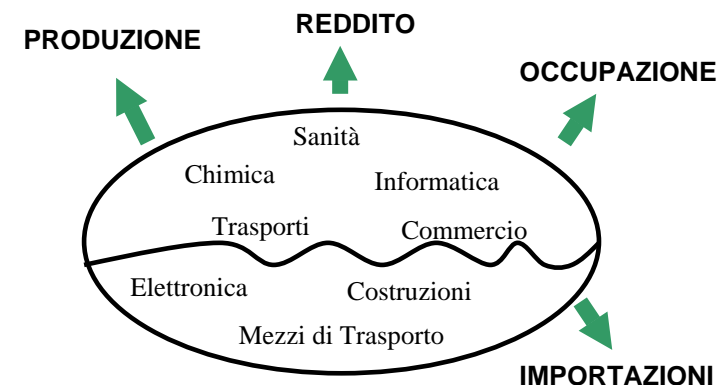 REDDITO
PRODUZIONE
OCCUPAZIONE
Sanità
Chimica
Informatica
Trasporti
Commercio
Elettronica
Costruzioni
Mezzi di Trasporto
IMPORTAZIONI